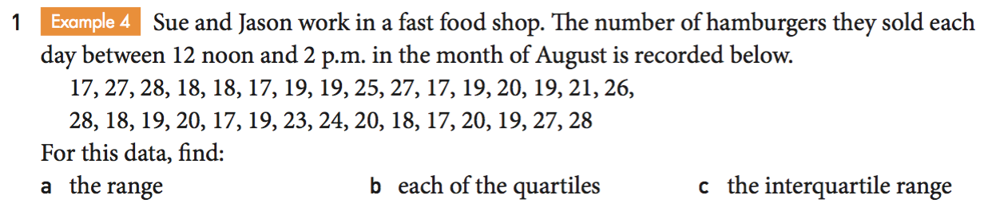 1 Example 4 Sue and Jason work in a fast food shop. The number of hamburgers they sold each
day between 12 noon and 2 p.m. in the month of August is recorded below.
17, 27, 28, 18, 18, 17, 19, 19, 25, 27, 17, 19, 20, 19, 21, 26,
28, 18, 19, 20, 17, 19, 23, 24, 20, 18, 17, 20, 19, 27, 28
For this data, find:
a the range b each of the quartiles c the interquartile range